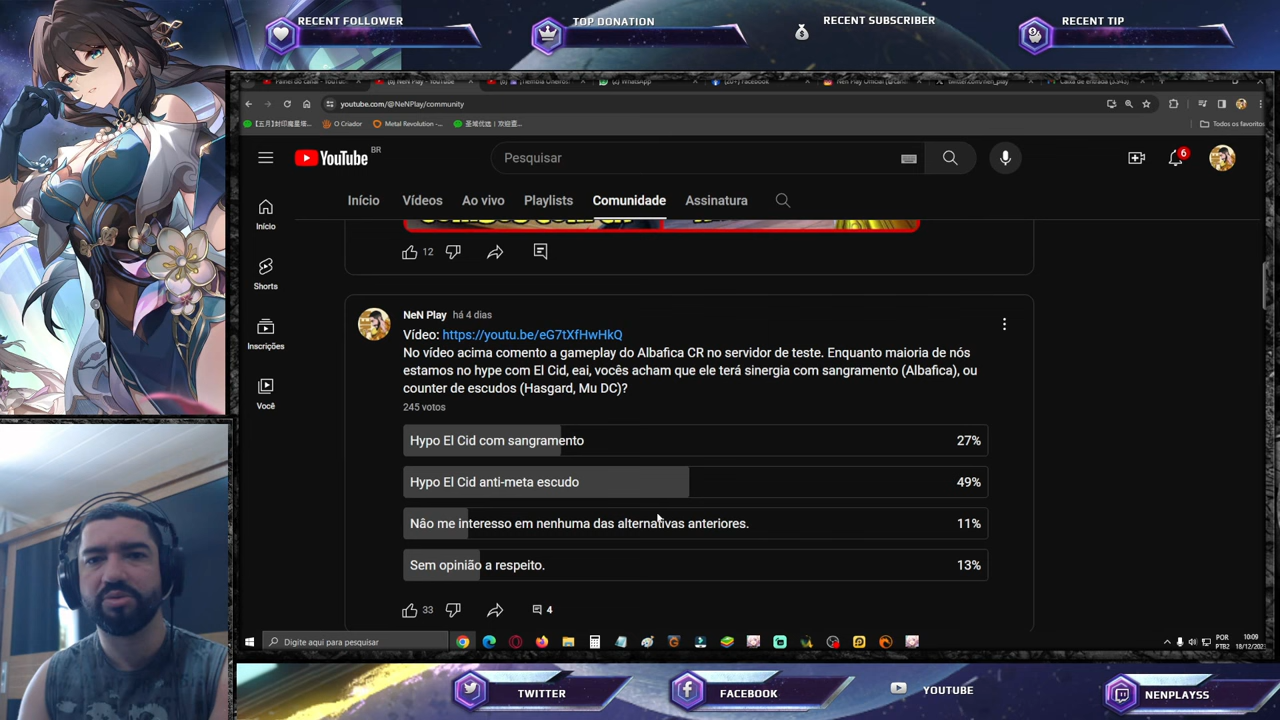 RECENT FOLLOWER
TOP DONATION
RECENT SUBSCRIBER
RECENT TIP
youtube.com/@NeNPlay/community
O Criador
Metal Revolution -...
Todos os favoritos
YouTube BR
Pesquisar
6
Início
Vídeos
Ao vivo
Playlists
Comunidade
Assinatura
Início
Shorts
Inscrições
Você
12
NeN Play há 4 dias
Vídeo: https://youtu.be/eG7tXfHwHkQ
No vídeo acima comento a gameplay do Albafica CR no servidor de teste. Enquanto maioria de nós
estamos no hype com El Cid, eai, vocês acham que ele terá sinergia com sangramento (Albafica), ou
counter de escudos (Hasgard, Mu DC)?
245 votos
Hypo El Cid com sangramento 27%
Hypo El Cid anti-meta escudo 49%
Nâo me interesso em nenhuma das alternativas anteriores. 11%
Sem opinião a respeito. 13%
33
4
Digite aqui para pesquisar
POR
PTB2
10:09
TWITTER
FACEBOOK
YOUTUBE
NENPLAYSS